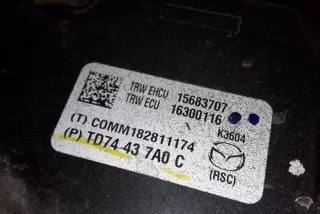 TRW EHCU 15683707
TRW ECU 16300116
K3604
(T) COMM182811174
(P) TD74 43 7A0 C
(RSC)